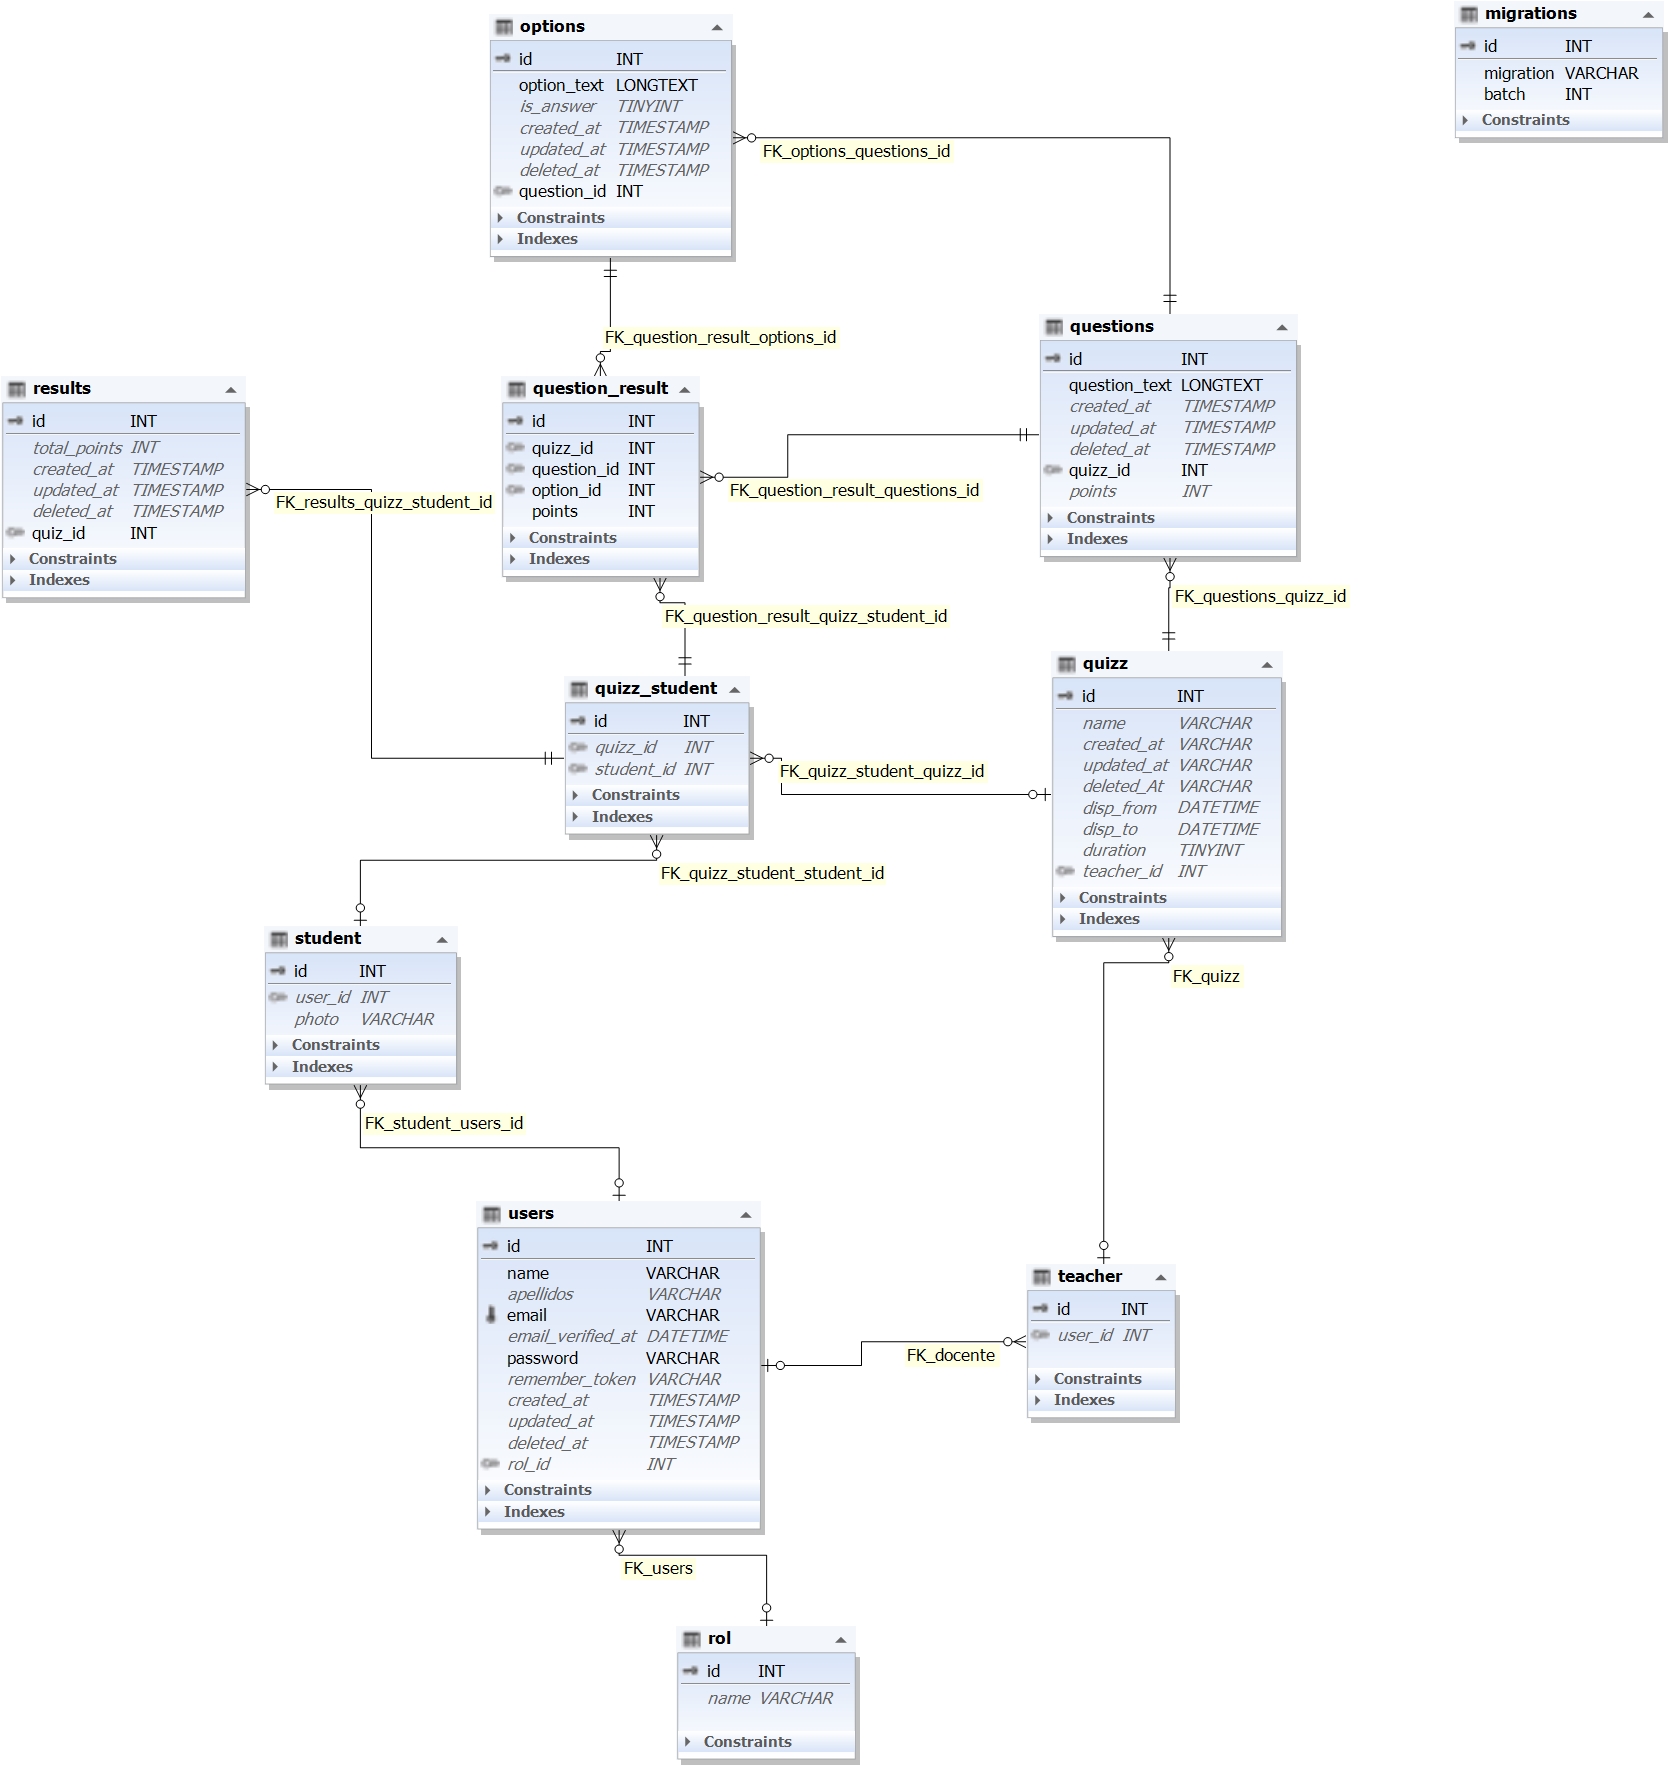 options
id INT
option_text LONGTEXT
is_answer TINYINT
created_at TIMESTAMP
updated_at TIMESTAMP
deleted_at TIMESTAMP
question_id INT
Constraints
Indexes
migrations
id INT
migration VARCHAR
batch INT
Constraints
FK_options_questions_id
FK_question_result_options_id
questions
id INT
question_text LONGTEXT
created_at TIMESTAMP
updated_at TIMESTAMP
deleted_at TIMESTAMP
quizz_id INT
points INT
Constraints
Indexes
results
id INT
total_points INT
created_at TIMESTAMP
updated_at TIMESTAMP
deleted_at TIMESTAMP
quiz_id INT
Constraints
Indexes
FK_results_quizz_student_id
question_result
id INT
quizz_id INT
question_id INT
option_id INT
points INT
Constraints
Indexes
FK_question_result_questions_id
FK_question_result_quizz_student_id
FK_questions_quizz_id
quizz_student
id INT
quizz_id INT
student_id INT
Constraints
Indexes
FK_quizz_student_quizz_id
FK_quizz_student_student_id
quizz
id INT
name VARCHAR
created_at VARCHAR
updated_at VARCHAR
deleted_At VARCHAR
disp_from DATETIME
disp_to DATETIME
duration TINYINT
teacher_id INT
Constraints
Indexes
FK_quizz
student
id INT
user_id INT
photo VARCHAR
Constraints
Indexes
FK_student_users_id
users
id INT
name VARCHAR
apellidos VARCHAR
email VARCHAR
email_verified_at DATETIME
password VARCHAR
remember_token VARCHAR
created_at TIMESTAMP
updated_at TIMESTAMP
deleted_at TIMESTAMP
rol_id INT
Constraints
Indexes
FK_docente
teacher
id INT
user_id INT
Constraints
Indexes
FK_users
rol
id INT
name VARCHAR
Constraints